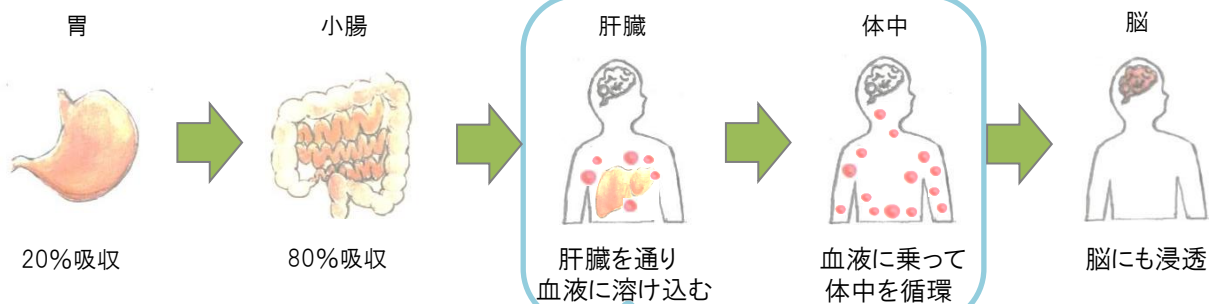 胃
小腸
肝臓
体中
脳
20%吸収
80%吸収
肝臓を通り
血液に溶け込む
血液に乗って
体中を循環
脳にも浸透